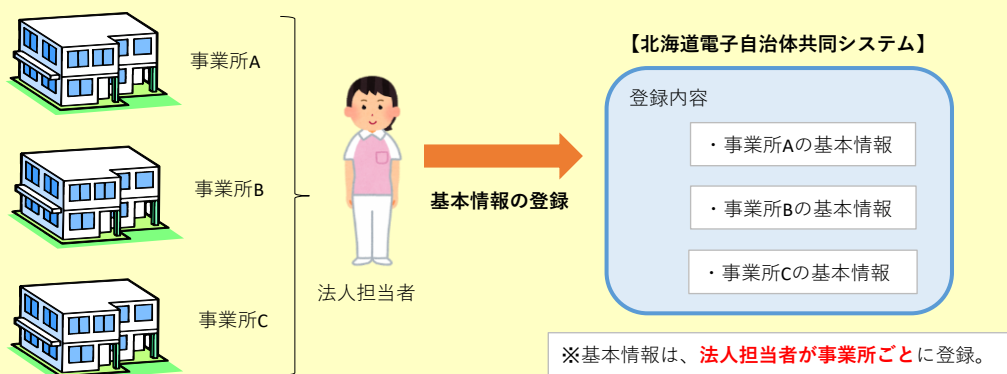 事業所A
事業所B
事業所C
法人担当者
基本情報の登録
【北海道電子自治体共同システム】
登録内容
・事業所Aの基本情報
・事業所Bの基本情報
・事業所Cの基本情報
※基本情報は、法人担当者が事業所ごとに登録。